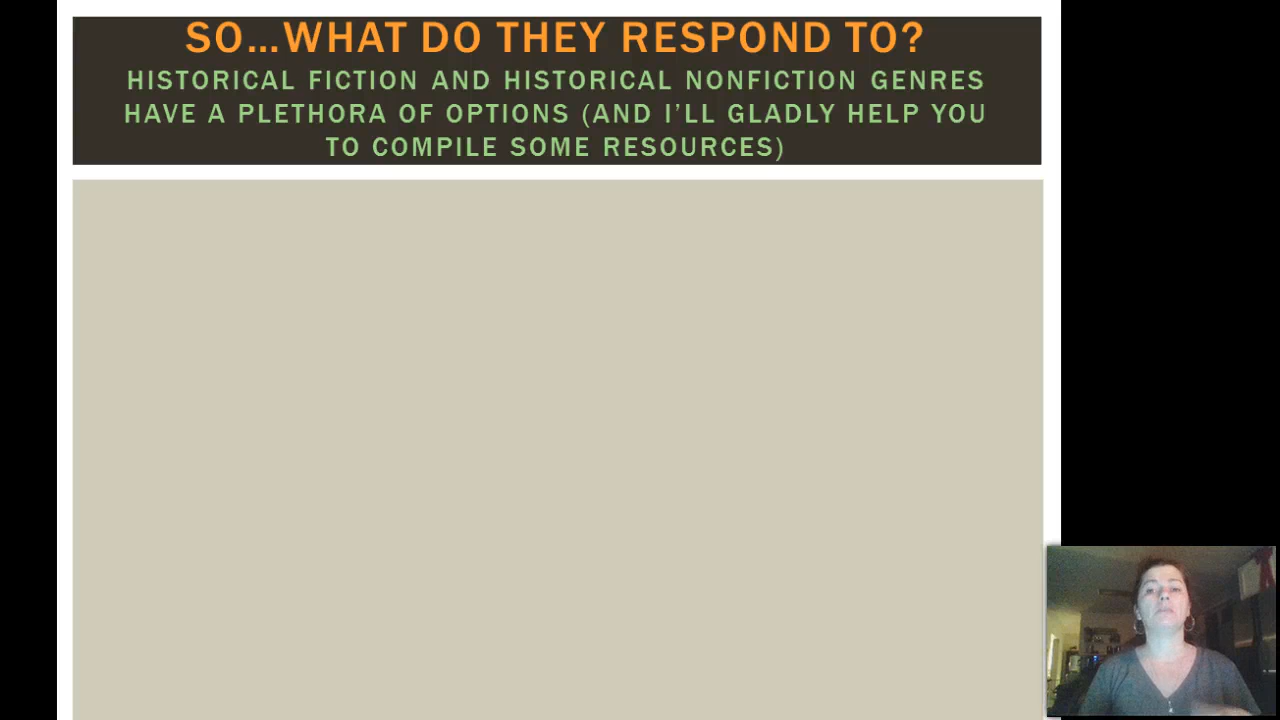 SO…WHAT DO THEY RESPOND TO?
HISTORICAL FICTION AND HISTORICAL NONFICTION GENRES
HAVE A PLETHORA OF OPTIONS (AND I’LL GLADLY HELP YOU
TO COMPILE SOME RESOURCES)